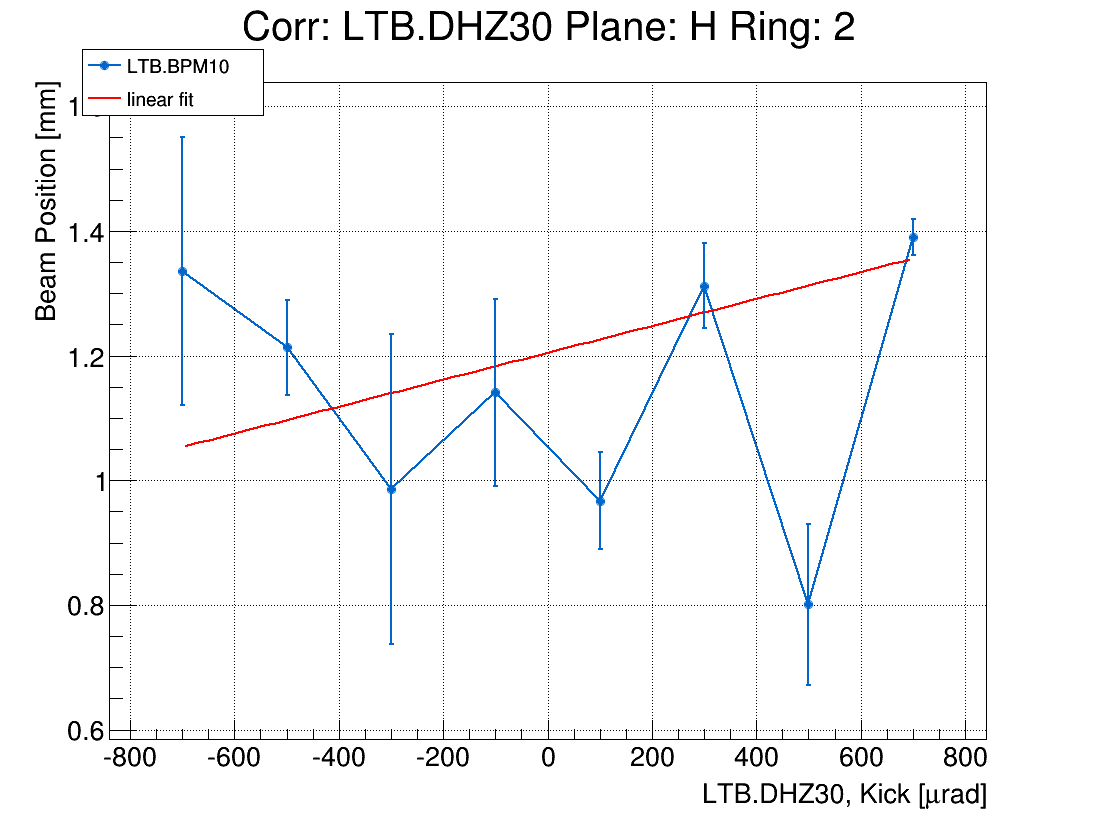 Corr: LTB.DHZ30 Plane: H Ring: 2
LTB.BPM10
linear fit
Beam Position [mm]
1.4
1.2
1
0.8
0.6
-800 -600 -400 -200 0 200 400 600 800
LTB.DHZ30, Kick [μrad]